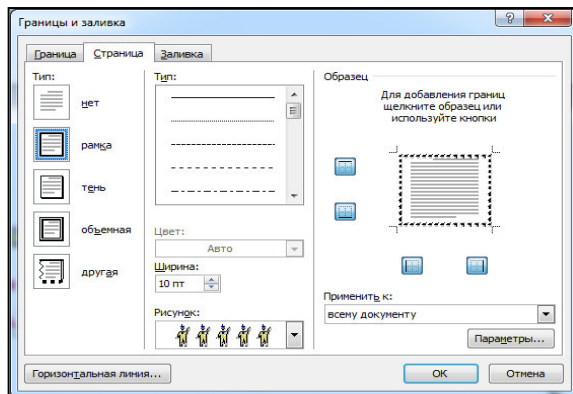 Границы и заливка
Граница
Страница
Заливка
Тип:
нет
рамка
тень
объемная
другая
Тип:
Цвет:
Авто
Ширина:
10 пт
Рисунок:
Образец
Для добавления границ
щелкните образец или
используйте кнопки
Применить к:
всему документу
Параметры...
Горизонтальная линия...
ОК
Отмена